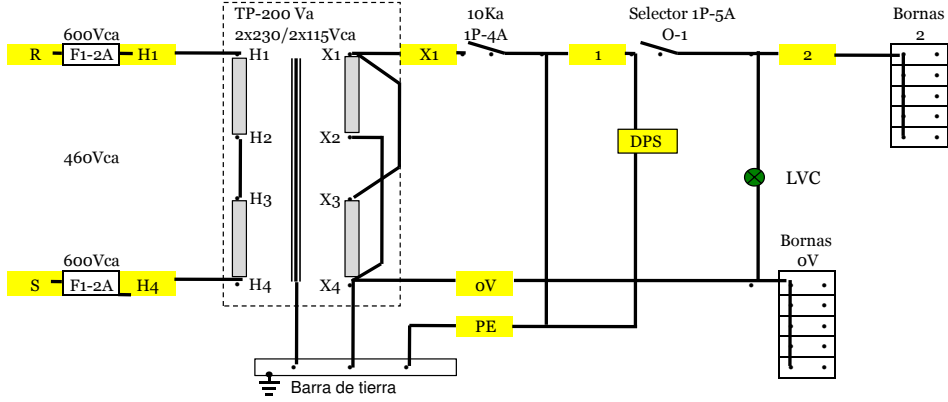 TP-200 Va
2x230/2x115Vca
10Ka
1P-4A
Selector 1P-5A
0-1
Bornas
2
600Vca
R F1-2A H1
H1 X1
X1
1
2
H2 X2
DPS
460Vca
LVC
H3 X3
600Vca
S F1-2A H4
H4 X4
0V
Bornas
0V
PE
Barra de tierra